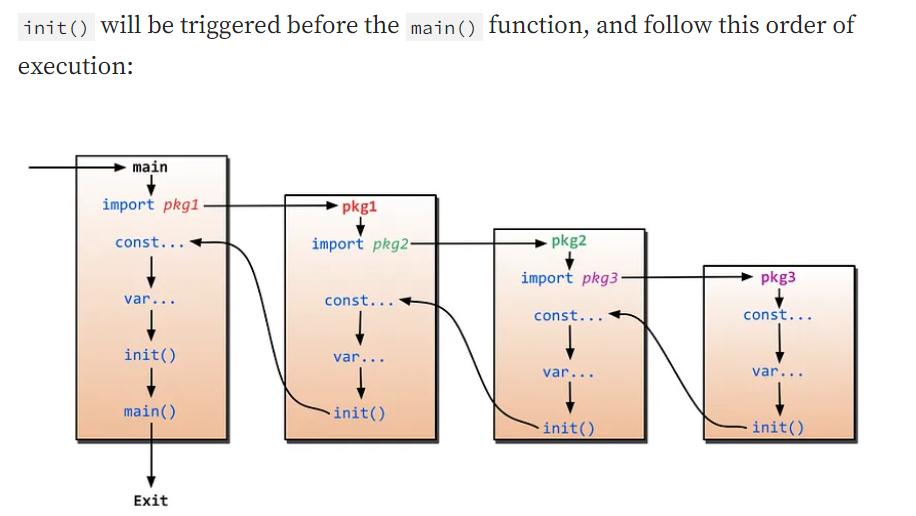 init() will be triggered before the main() function, and follow this order of
execution:
main
import pkg1
const...
var...
init()
main()
Exit
pkg1
import pkg2
const...
var...
init()
pkg2
import pkg3
const...
var...
init()
pkg3
const...
var...
init()